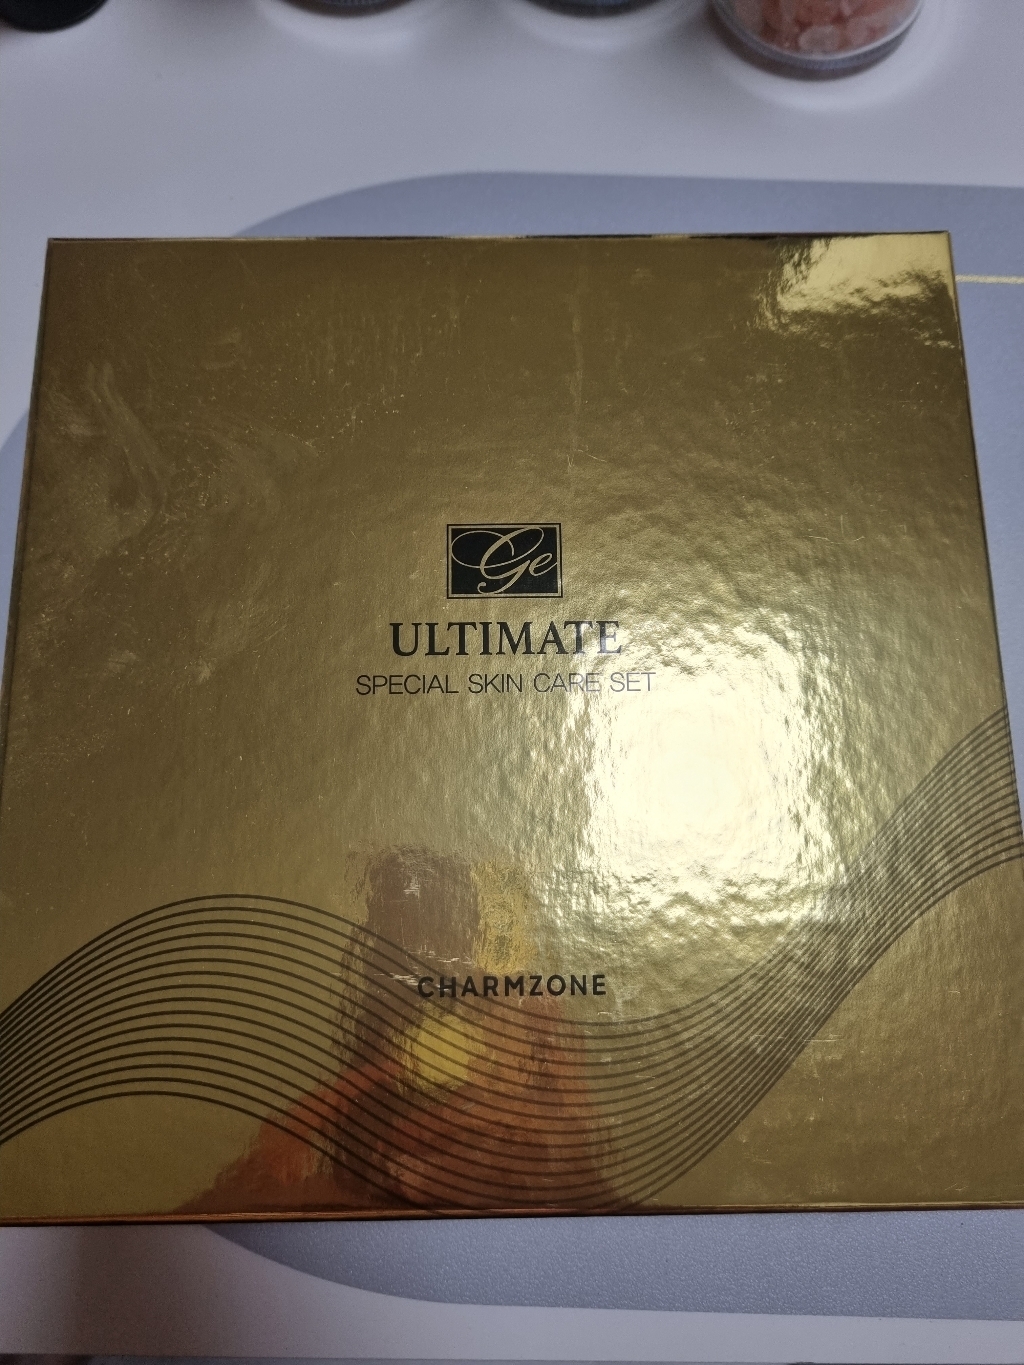 Ge
ULTIMATE
SPECIAL SKIN CARE SET
CHARMZONE